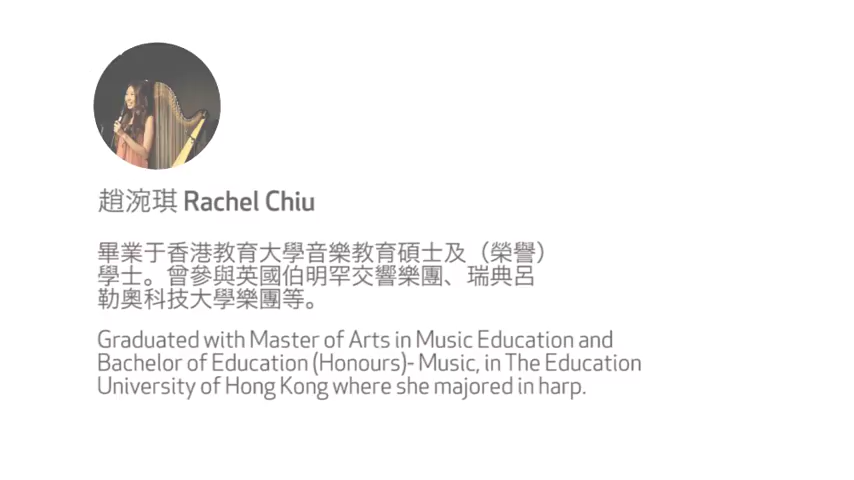 趙涴琪 Rachel Chiu
畢業于香港教育大學音樂教育碩士及（榮譽）
學士。曾參與英國伯明罕交響樂團、瑞典呂
勒奧科技大學樂團等。
Graduated with Master of Arts in Music Education and
Bachelor of Education (Honours)- Music, in The Education
University of Hong Kong where she majored in harp.